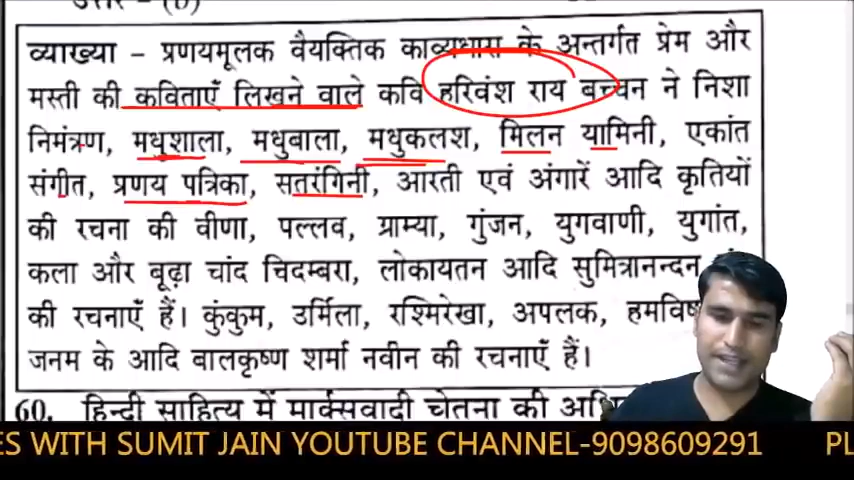 उत्तर – (b)
व्याख्या – प्रणयमूलक वैयक्तिक काव्यधारा के अन्तर्गत प्रेम और
मस्ती की कविताएँ लिखने वाले कवि हरिवंश राय बच्चन ने निशा
निमंत्रण, मधुशाला, मधुबाला, मधुकलश, मिलन यामिनी, एकांत
संगीत, प्रणय पत्रिका, सतरंगिनी, आरती एवं अंगारें आदि कृतियों
की रचना की वीणा, पल्लव, प्राम्या, गुंजन, युगवाणी, युगांत,
कला और बूढ़ा चांद चिदम्बरा, लोकायतन आदि सुमित्रानन्दन
की रचनाएँ हैं। कुंकुम, उर्मिला, रश्मिरेखा, अपलक, हमविष
जनम के आदि बालकृष्ण शर्मा नवीन की रचनाएँ हैं।
60. हिन्दी साहित्य में मार्क्सवादी चेतना की
ES WITH SUMIT JAIN YOUTUBE CHANNEL-9098609291 PL